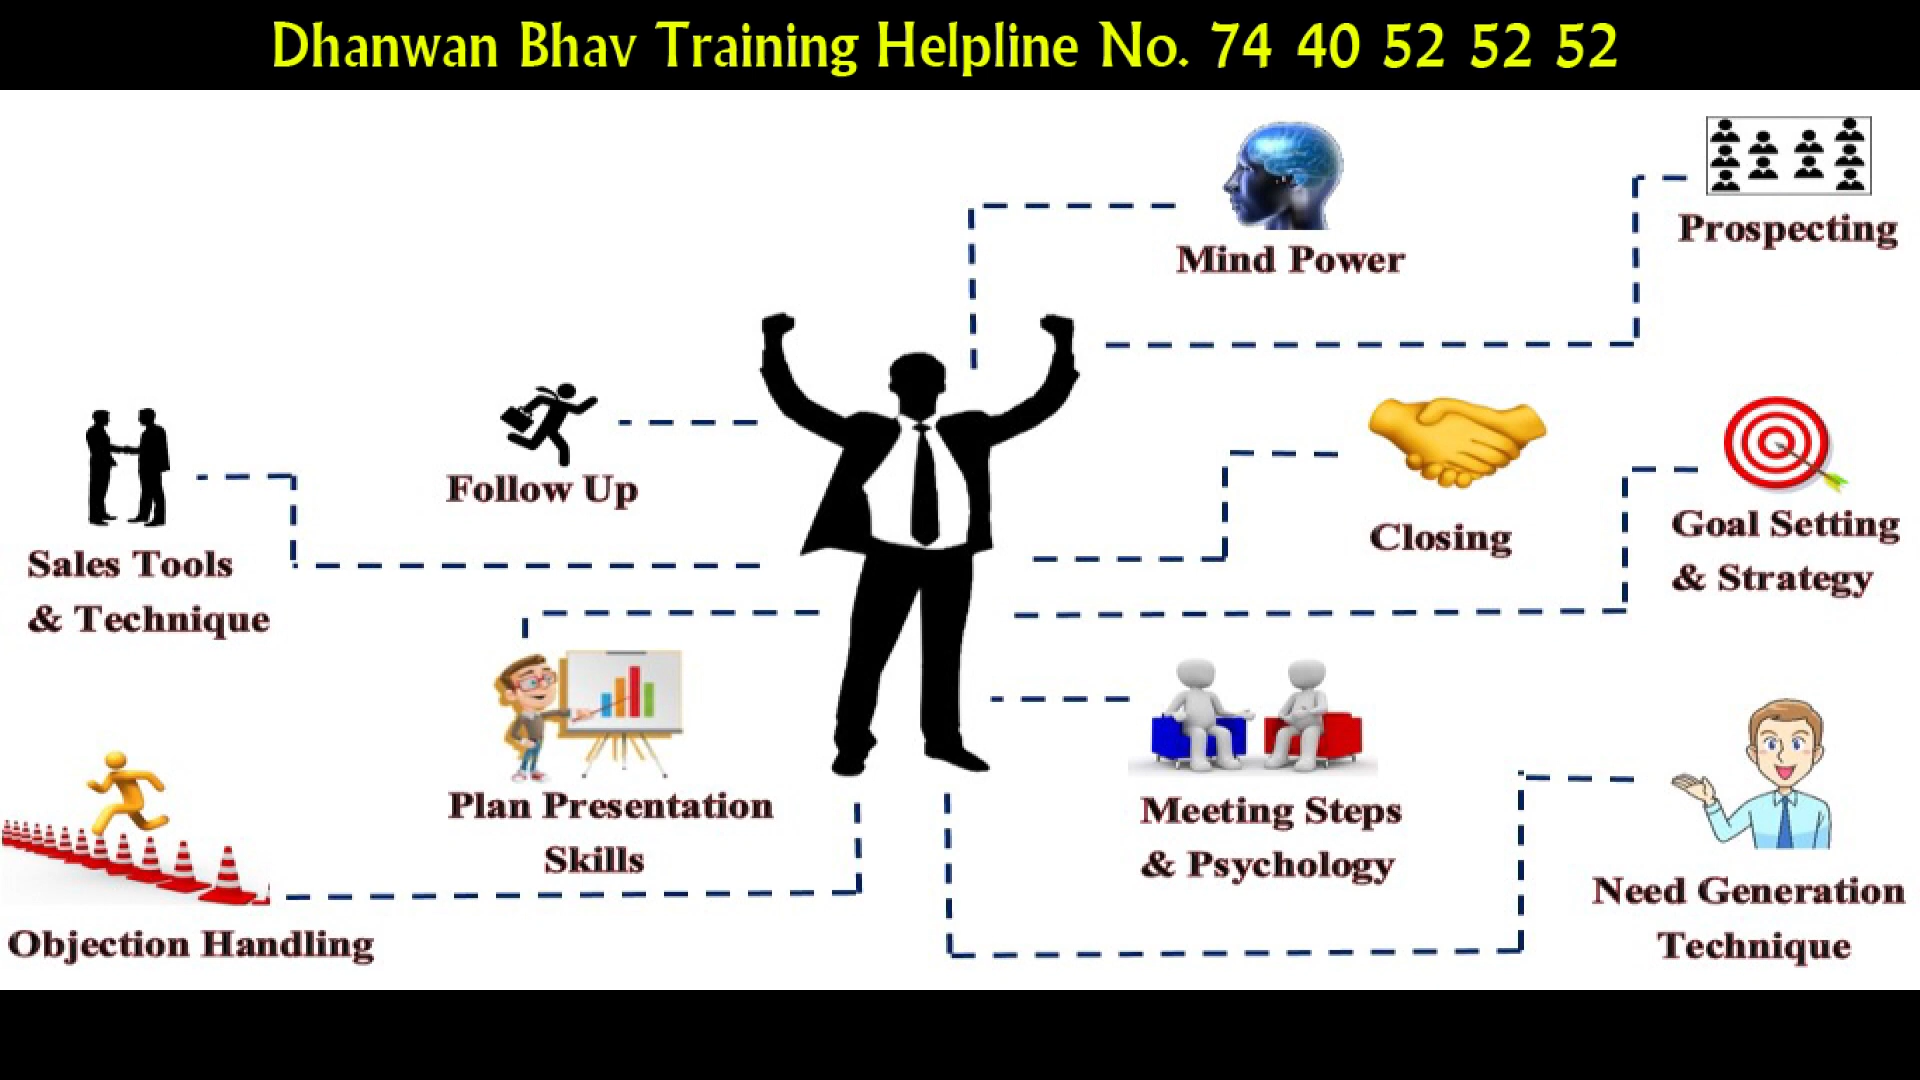 Dhanwan Bhav Training Helpline No. 74 40 52 52 52
Mind Power
Prospecting
Follow Up
Closing
Goal Setting
& Strategy
Sales Tools
& Technique
Plan Presentation
Skills
Meeting Steps
& Psychology
Need Generation
Technique
Objection Handling